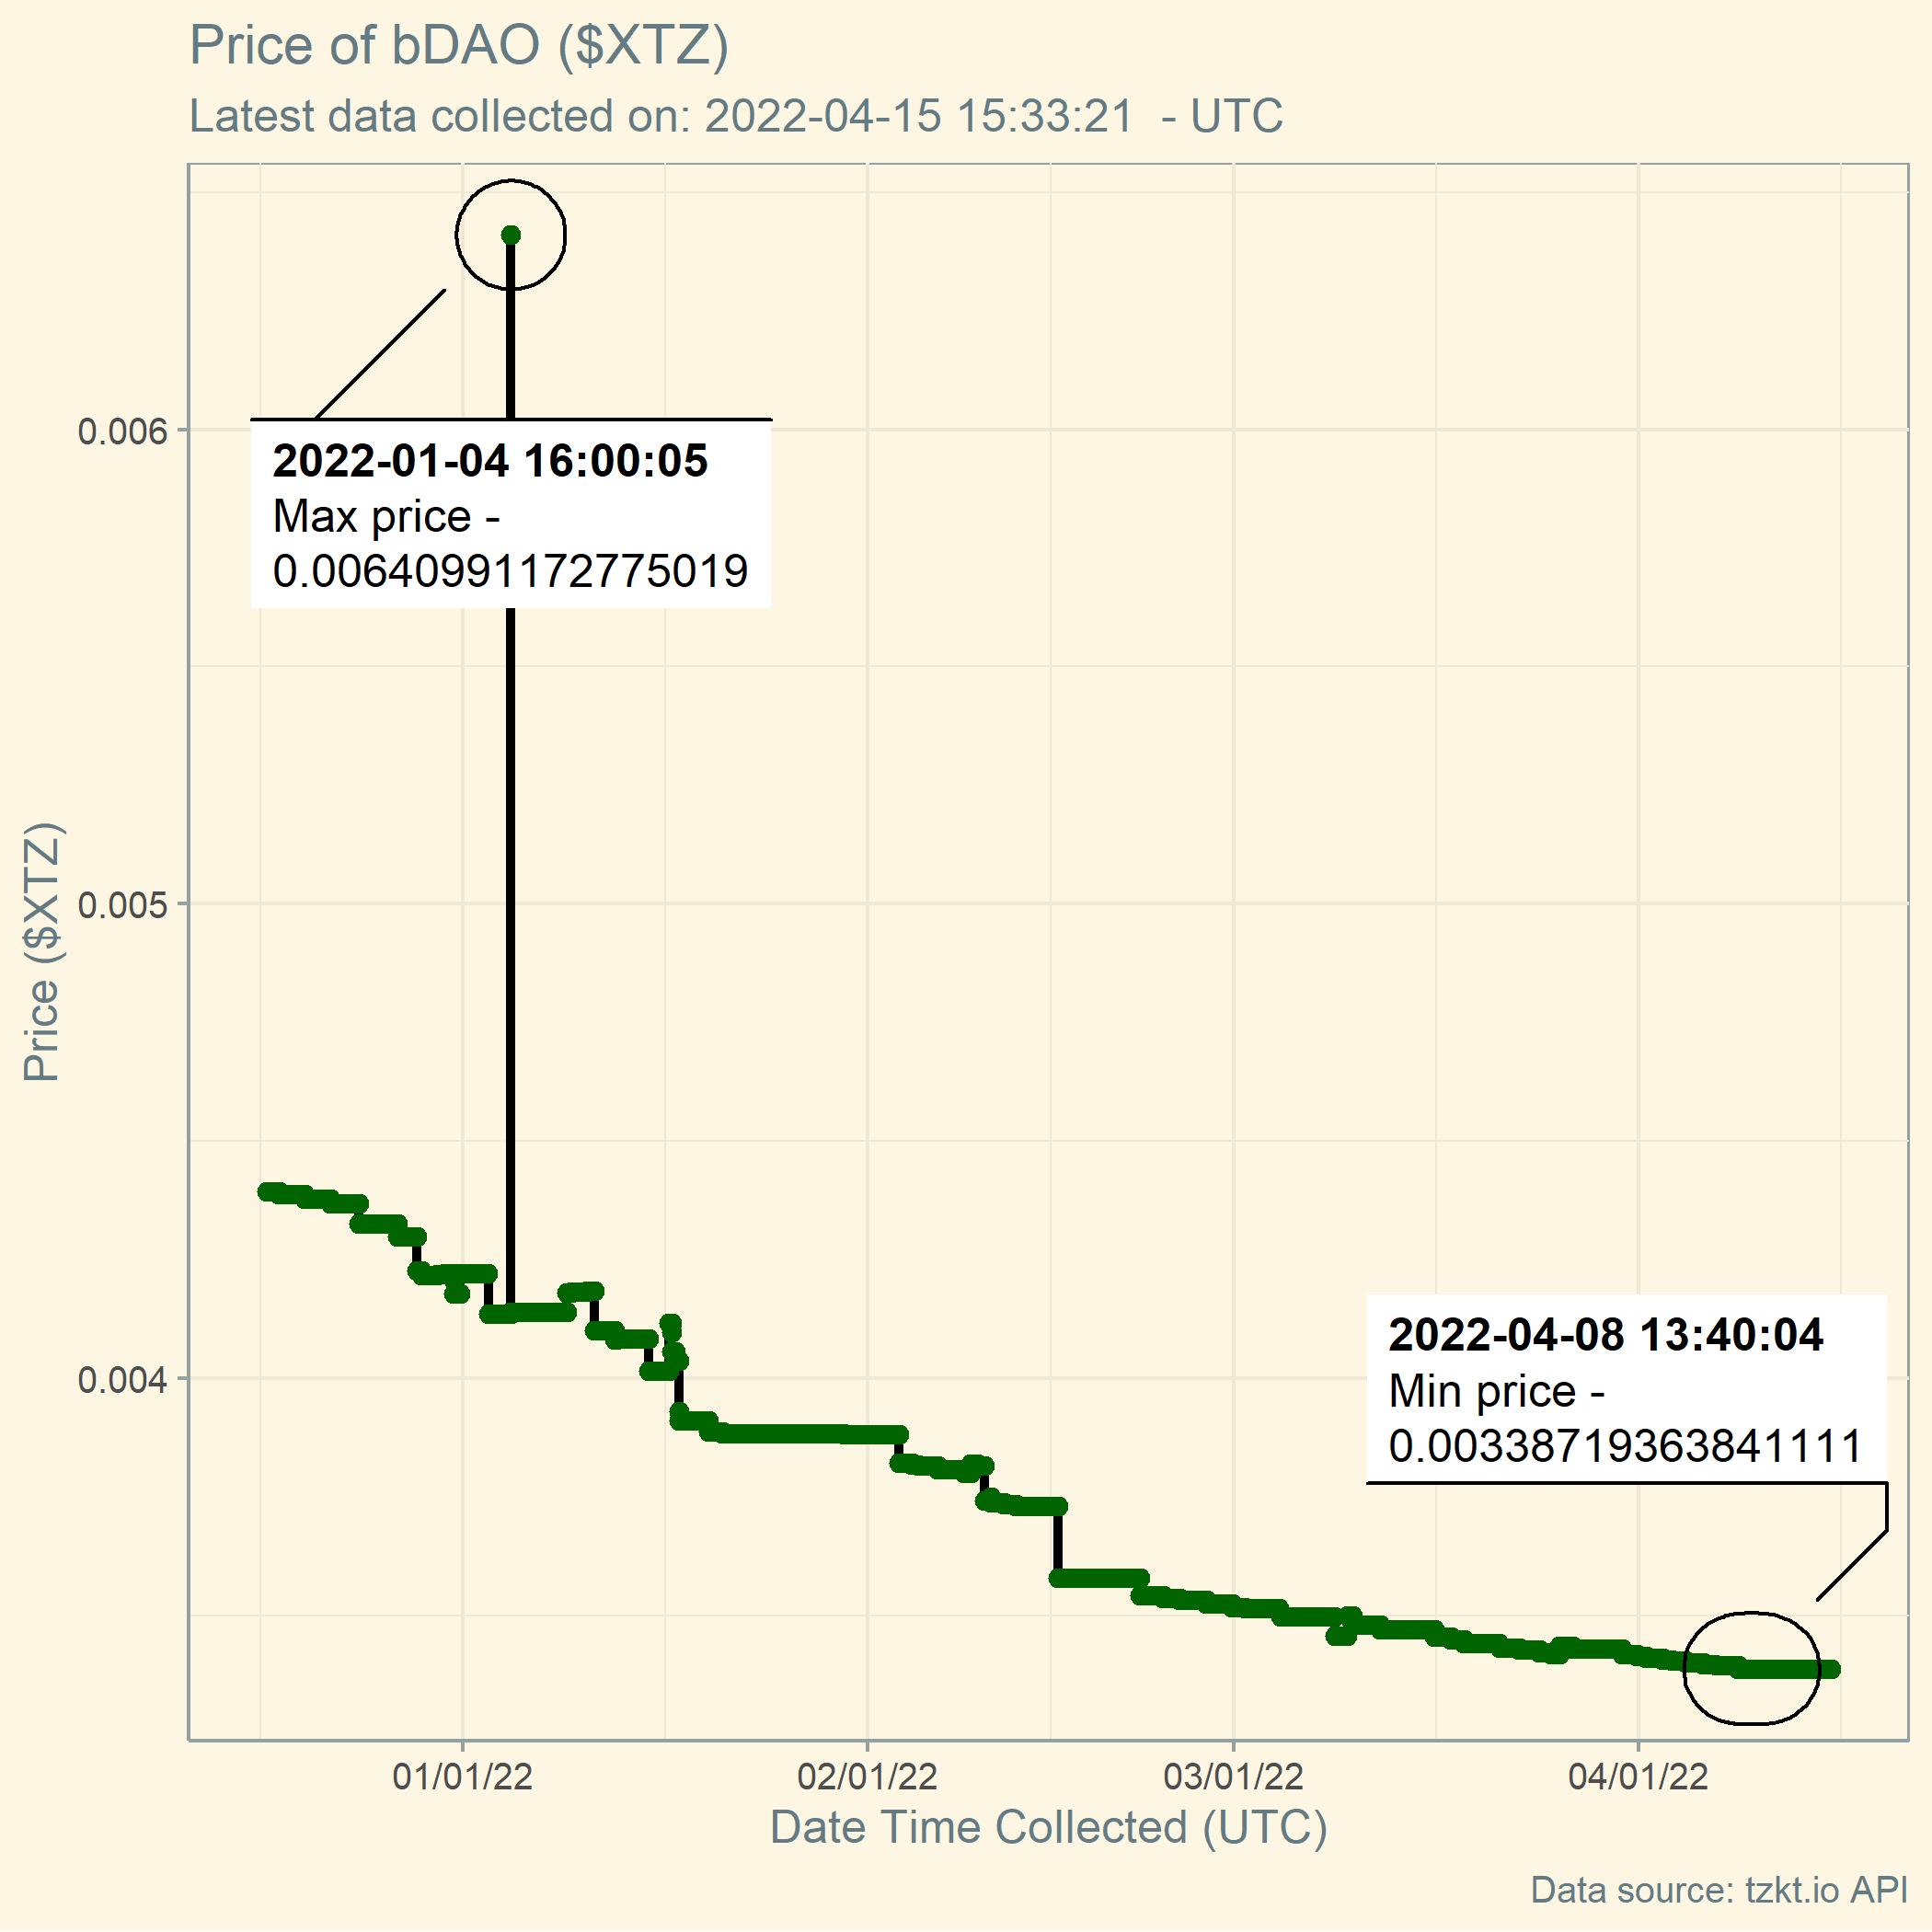 Price of bDAO ($XTZ)
Latest data collected on: 2022-04-15 15:33:21  - UTC
2022-01-04 16:00:05
Max price -
0.00640991172775019
2022-04-08 13:40:04
Min price -
0.00338719363841111
Price ($XTZ)
0.006
0.005
0.004
01/01/22
02/01/22
03/01/22
04/01/22
Date Time Collected (UTC)
Data source: tzkt.io API